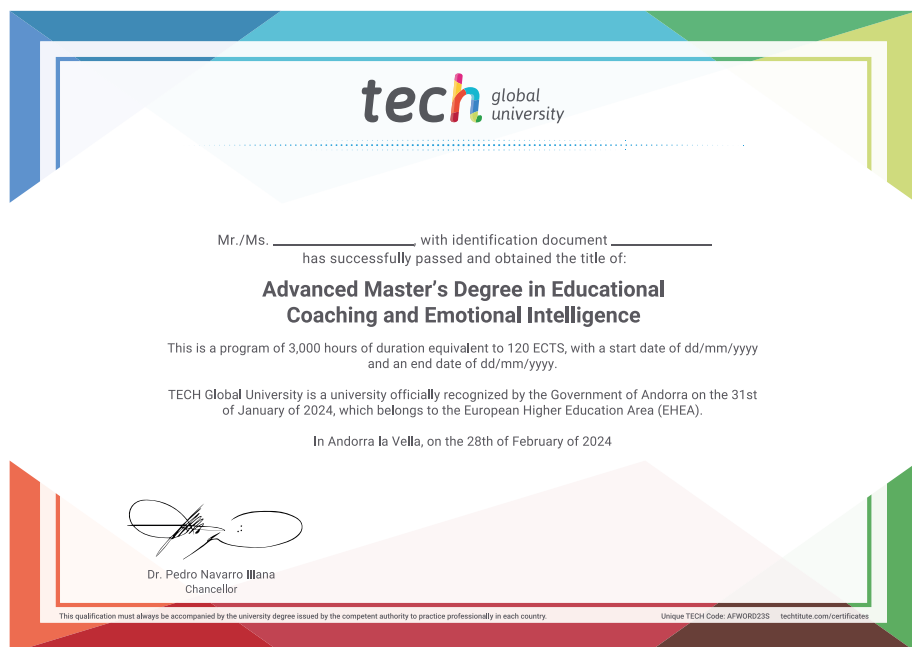 tech global
university
Mr./Ms. ____________________, with identification document ______________
has successfully passed and obtained the title of:
Advanced Master's Degree in Educational
Coaching and Emotional Intelligence
This is a program of 3,000 hours of duration equivalent to 120 ECTS, with a start date of dd/mm/yyyy
and an end date of dd/mm/yyyy.
TECH Global University is a university officially recognized by the Government of Andorra on the 31st
of January of 2024, which belongs to the European Higher Education Area (EHEA).
In Andorra la Vella, on the 28th of February of 2024
Dr. Pedro Navarro Illana
Chancellor
This qualification must always be accompanied by the university degree issued by the competent authority to practice professionally in each country.
Unique TECH Code: AFWORD23S techtitute.com/certificates